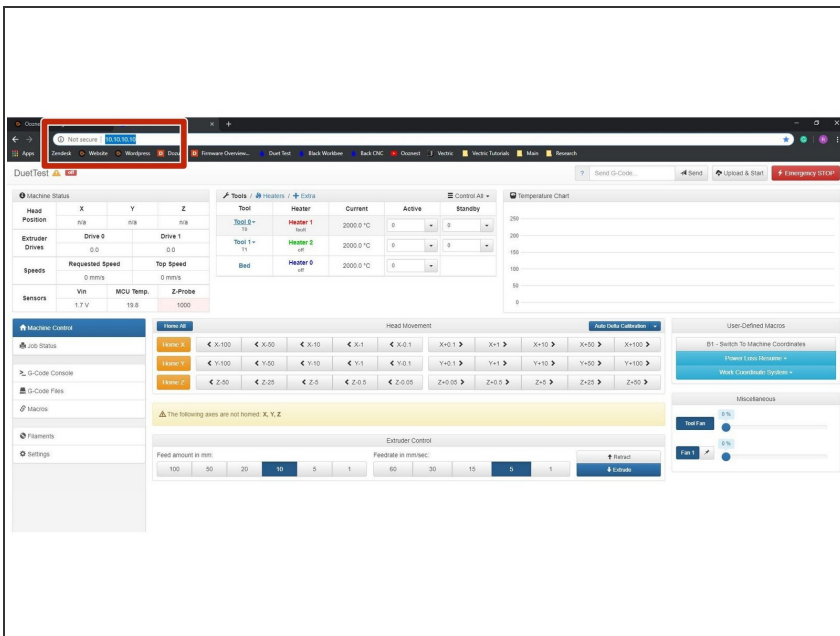 Not secure | 10.10.10.10
Apps Zendesk Website Wordpress Firmware Overview... Duet Test Black Workbee Back CNC Ooznest Vectric Vectric Tutorials Main Research
DuetTest
? Send G-Code... Send Upload & Start Emergency STOP
Machine Status
Head Position X Y Z
n/a n/a n/a
Extruder Drives Drive 0 Drive 1
0.0 0.0
Speeds Requested Speed Top Speed
0 mm/s 0 mm/s
Sensors Vin MCU Temp. Z-Probe
1.7 V 19.8 1000
Tools / Heaters / + Extra Control All
Tool Heater Current Active Standby
Tool 0 Heater 1 2000.0 °C 0 0
T0 fault
Tool 1 Heater 2 2000.0 °C 0 0
T1 off
Bed Heater 0 2000.0 °C 0
off
Temperature Chart
250
200
150
100
50
0
Machine Control
Job Status
G-Code Console
G-Code Files
Macros
Filaments
Settings
Home All Head Movement Auto Delta Calibration
Home X X-100 X-50 X-10 X-1 X-0.1 X+0.1 X+1 X+10 X+50 X+100
Home Y Y-100 Y-50 Y-10 Y-1 Y-0.1 Y+0.1 Y+1 Y+10 Y+50 Y+100
Home Z Z-50 Z-25 Z-5 Z-0.5 Z-0.05 Z+0.05 Z+0.5 Z+5 Z+25 Z+50
The following axes are not homed: X, Y, Z
Extruder Control
Feed amount in mm: Feedrate in mm/sec:
100 50 20 10 5 1 60 30 15 5 1
Retract
Extrude
User-Defined Macros
B1 - Switch To Machine Coordinates
Power Loss Resume
Work Coordinate System
Miscellaneous
Tool Fan 0 %
Fan 1 0 %